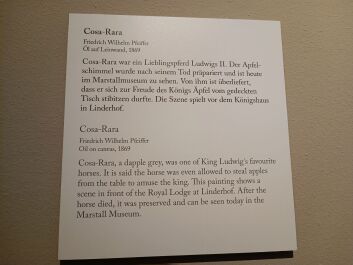 Cosa-Rara
Friedrich Wilhelm Pfeiffer
Öl auf Leinwand, 1869
Cosa-Rara war ein Lieblingspferd Ludwigs II. Der Apfel-
schimmel wurde nach seinem Tod präpariert und ist heute
im Marstallmuseum zu sehen. Von ihm ist überliefert,
dass er sich zur Freude des Königs Äpfel vom gedeckten
Tisch stibitzen durfte. Die Szene spielt vor dem Königshaus
in Linderhof.
Cosa-Rara
Friedrich Wilhelm Pfeiffer
Oil on canvas, 1869
Cosa-Rara, a dapple grey, was one of King Ludwig's favourite
horses. It is said the horse was even allowed to steal apples
from the table to amuse the king. This painting shows a
scene in front of the Royal Lodge at Linderhof. After the
horse died, it was preserved and can be seen today in the
Marstall Museum.